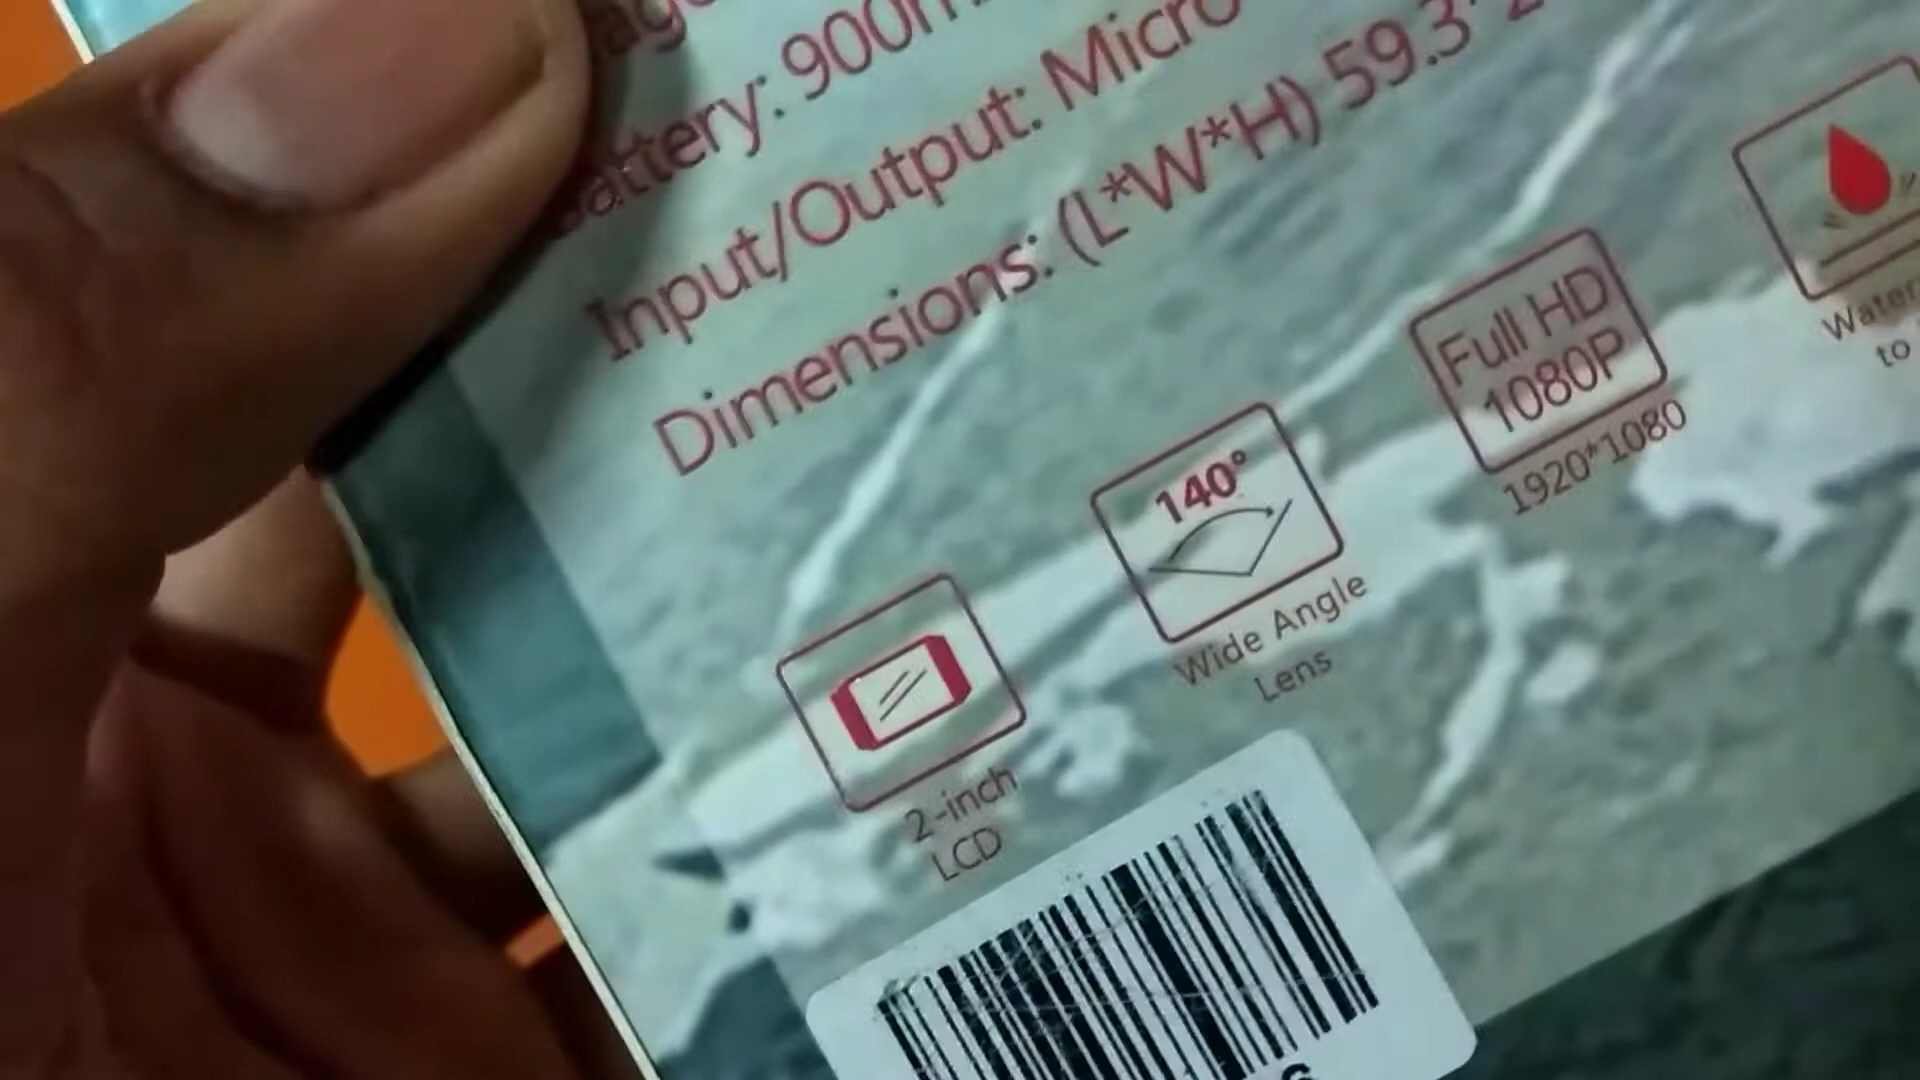 Battery: 900m
Input/Output: Micro
Dimensions: (L*W*H) 59.3*2
Full HD
1080P
1920*1080
140°
Wide Angle
Lens
2-inch
LCD
to
6